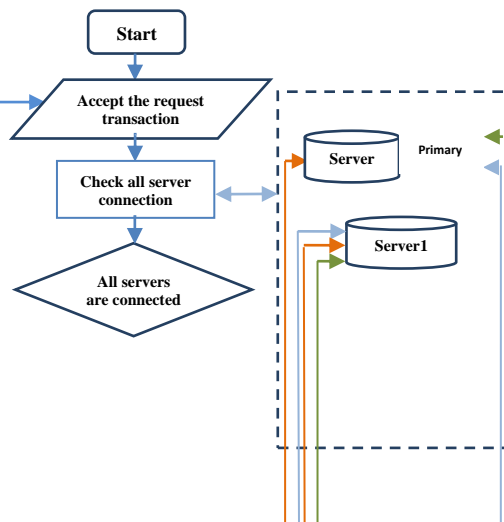 Start
Accept the request
transaction
Check all server
connection
All servers
are connected
Server
Primary
Server1